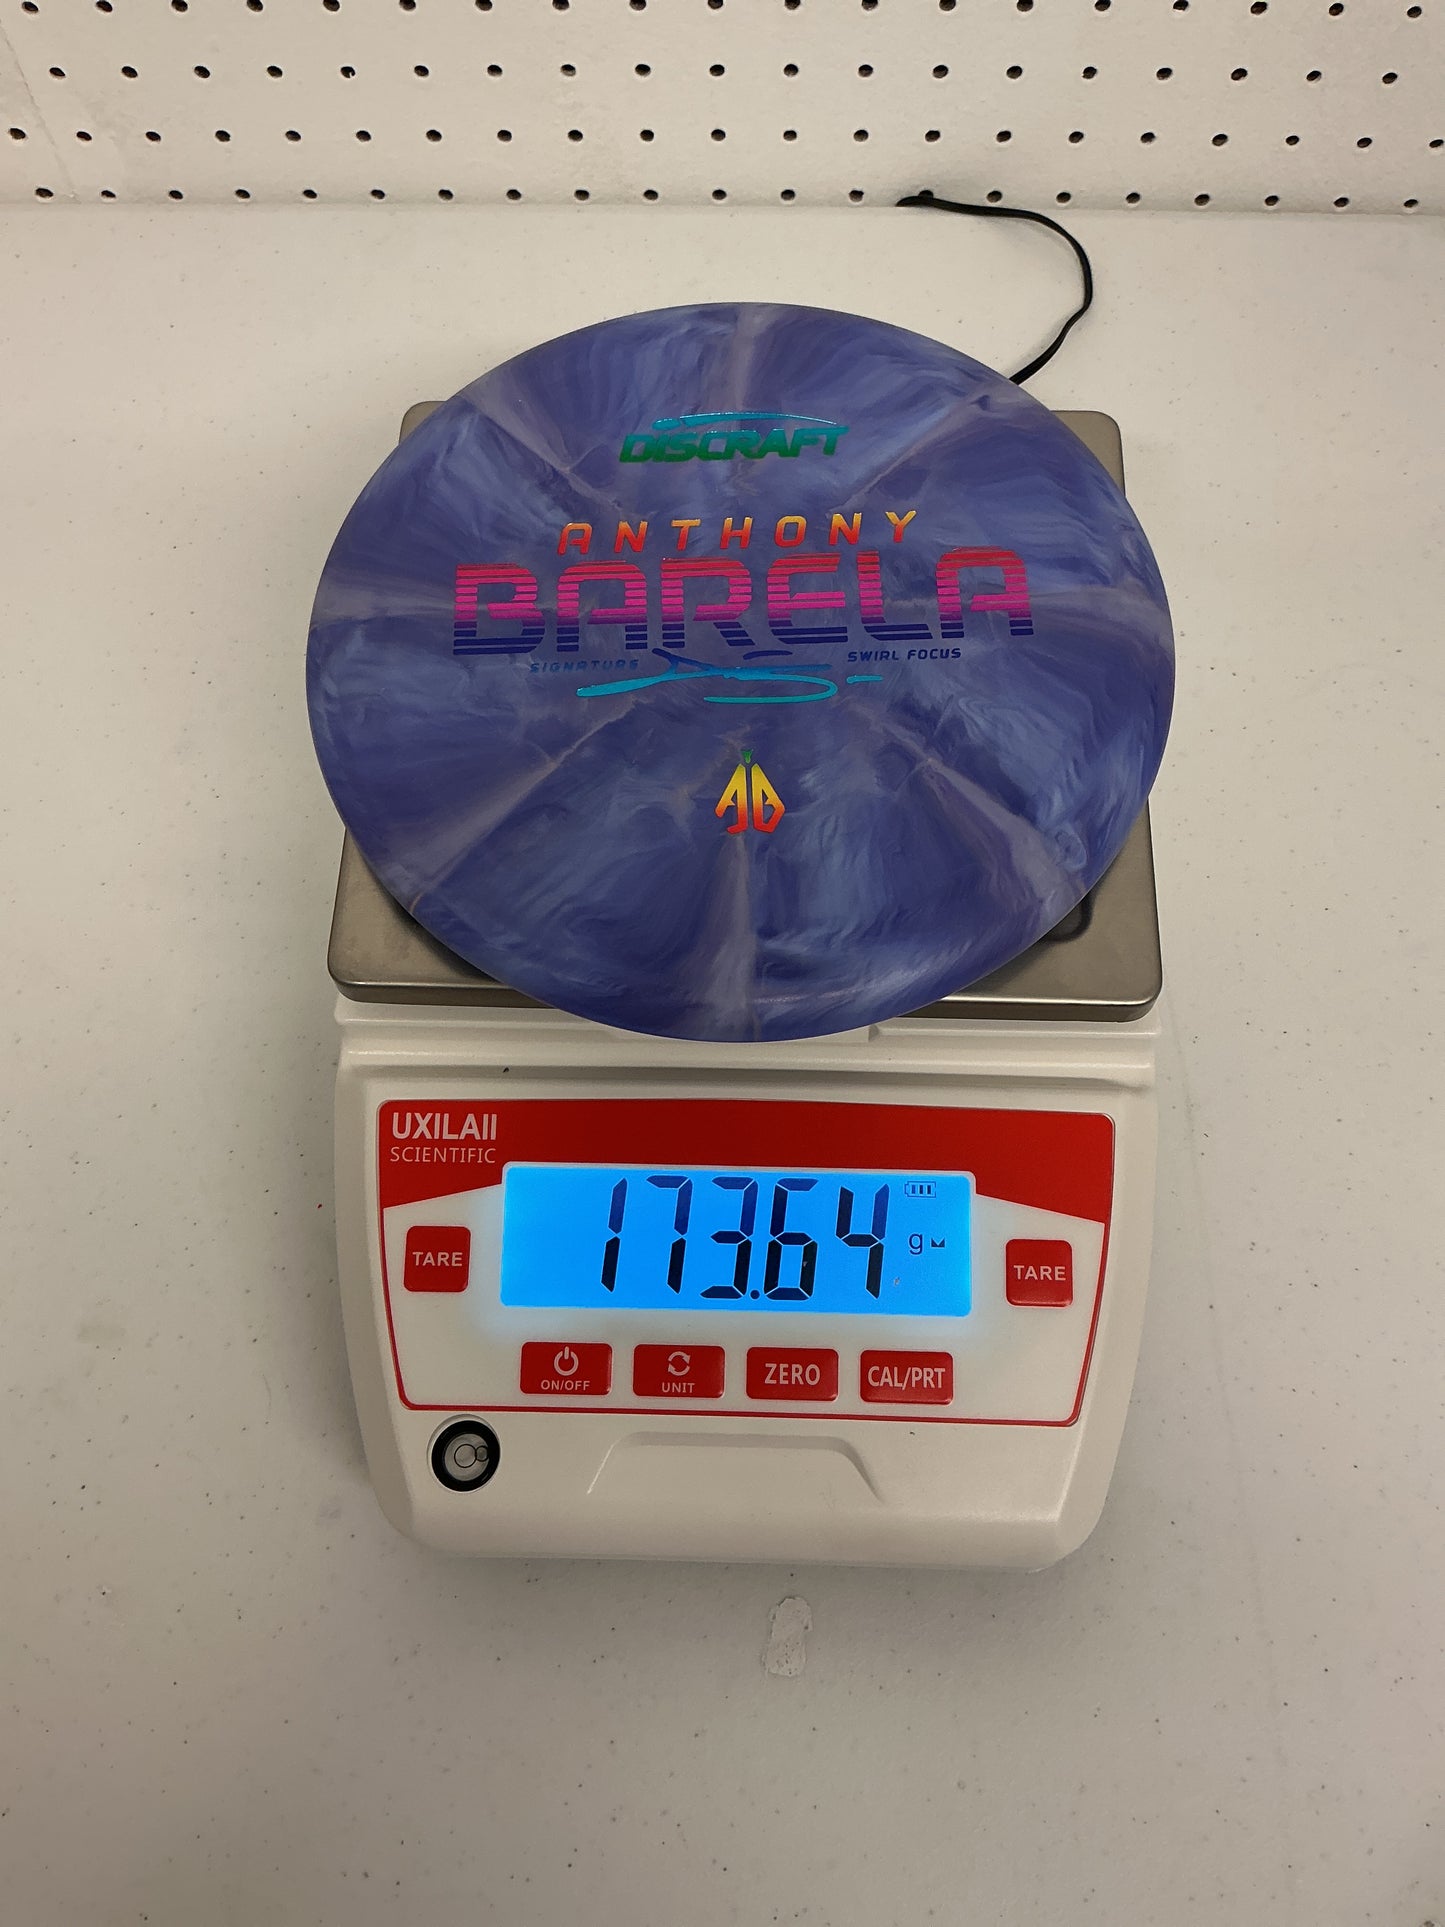 DISCRAFT
ANTHONY
BARELA
SIGNATURE
SWIRL FOCUS
AB
UXILAII
SCIENTIFIC
173.64 g
TARE
TARE
ON/OFF
UNIT
ZERO
CAL/PRT